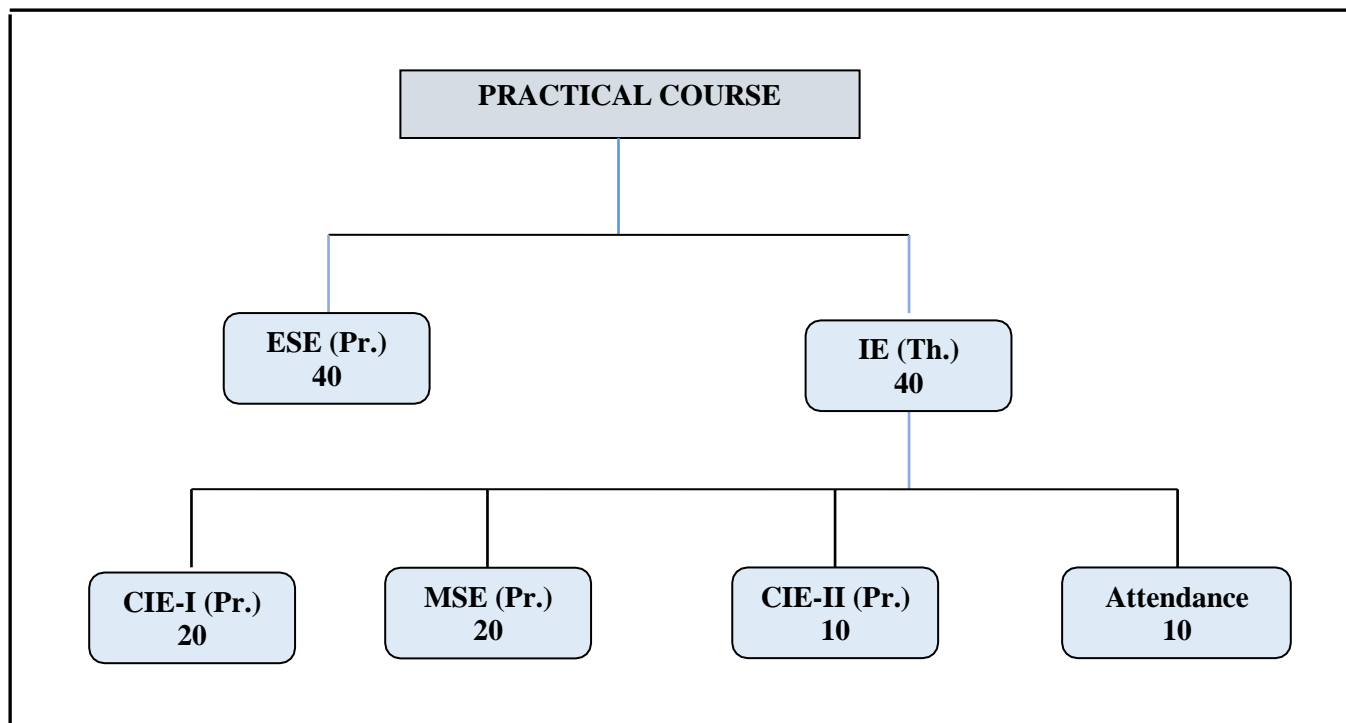 PRACTICAL COURSE
ESE (Pr.)
40
IE (Th.)
40
CIE-I (Pr.)
20
MSE (Pr.)
20
CIE-II (Pr.)
10
Attendance
10